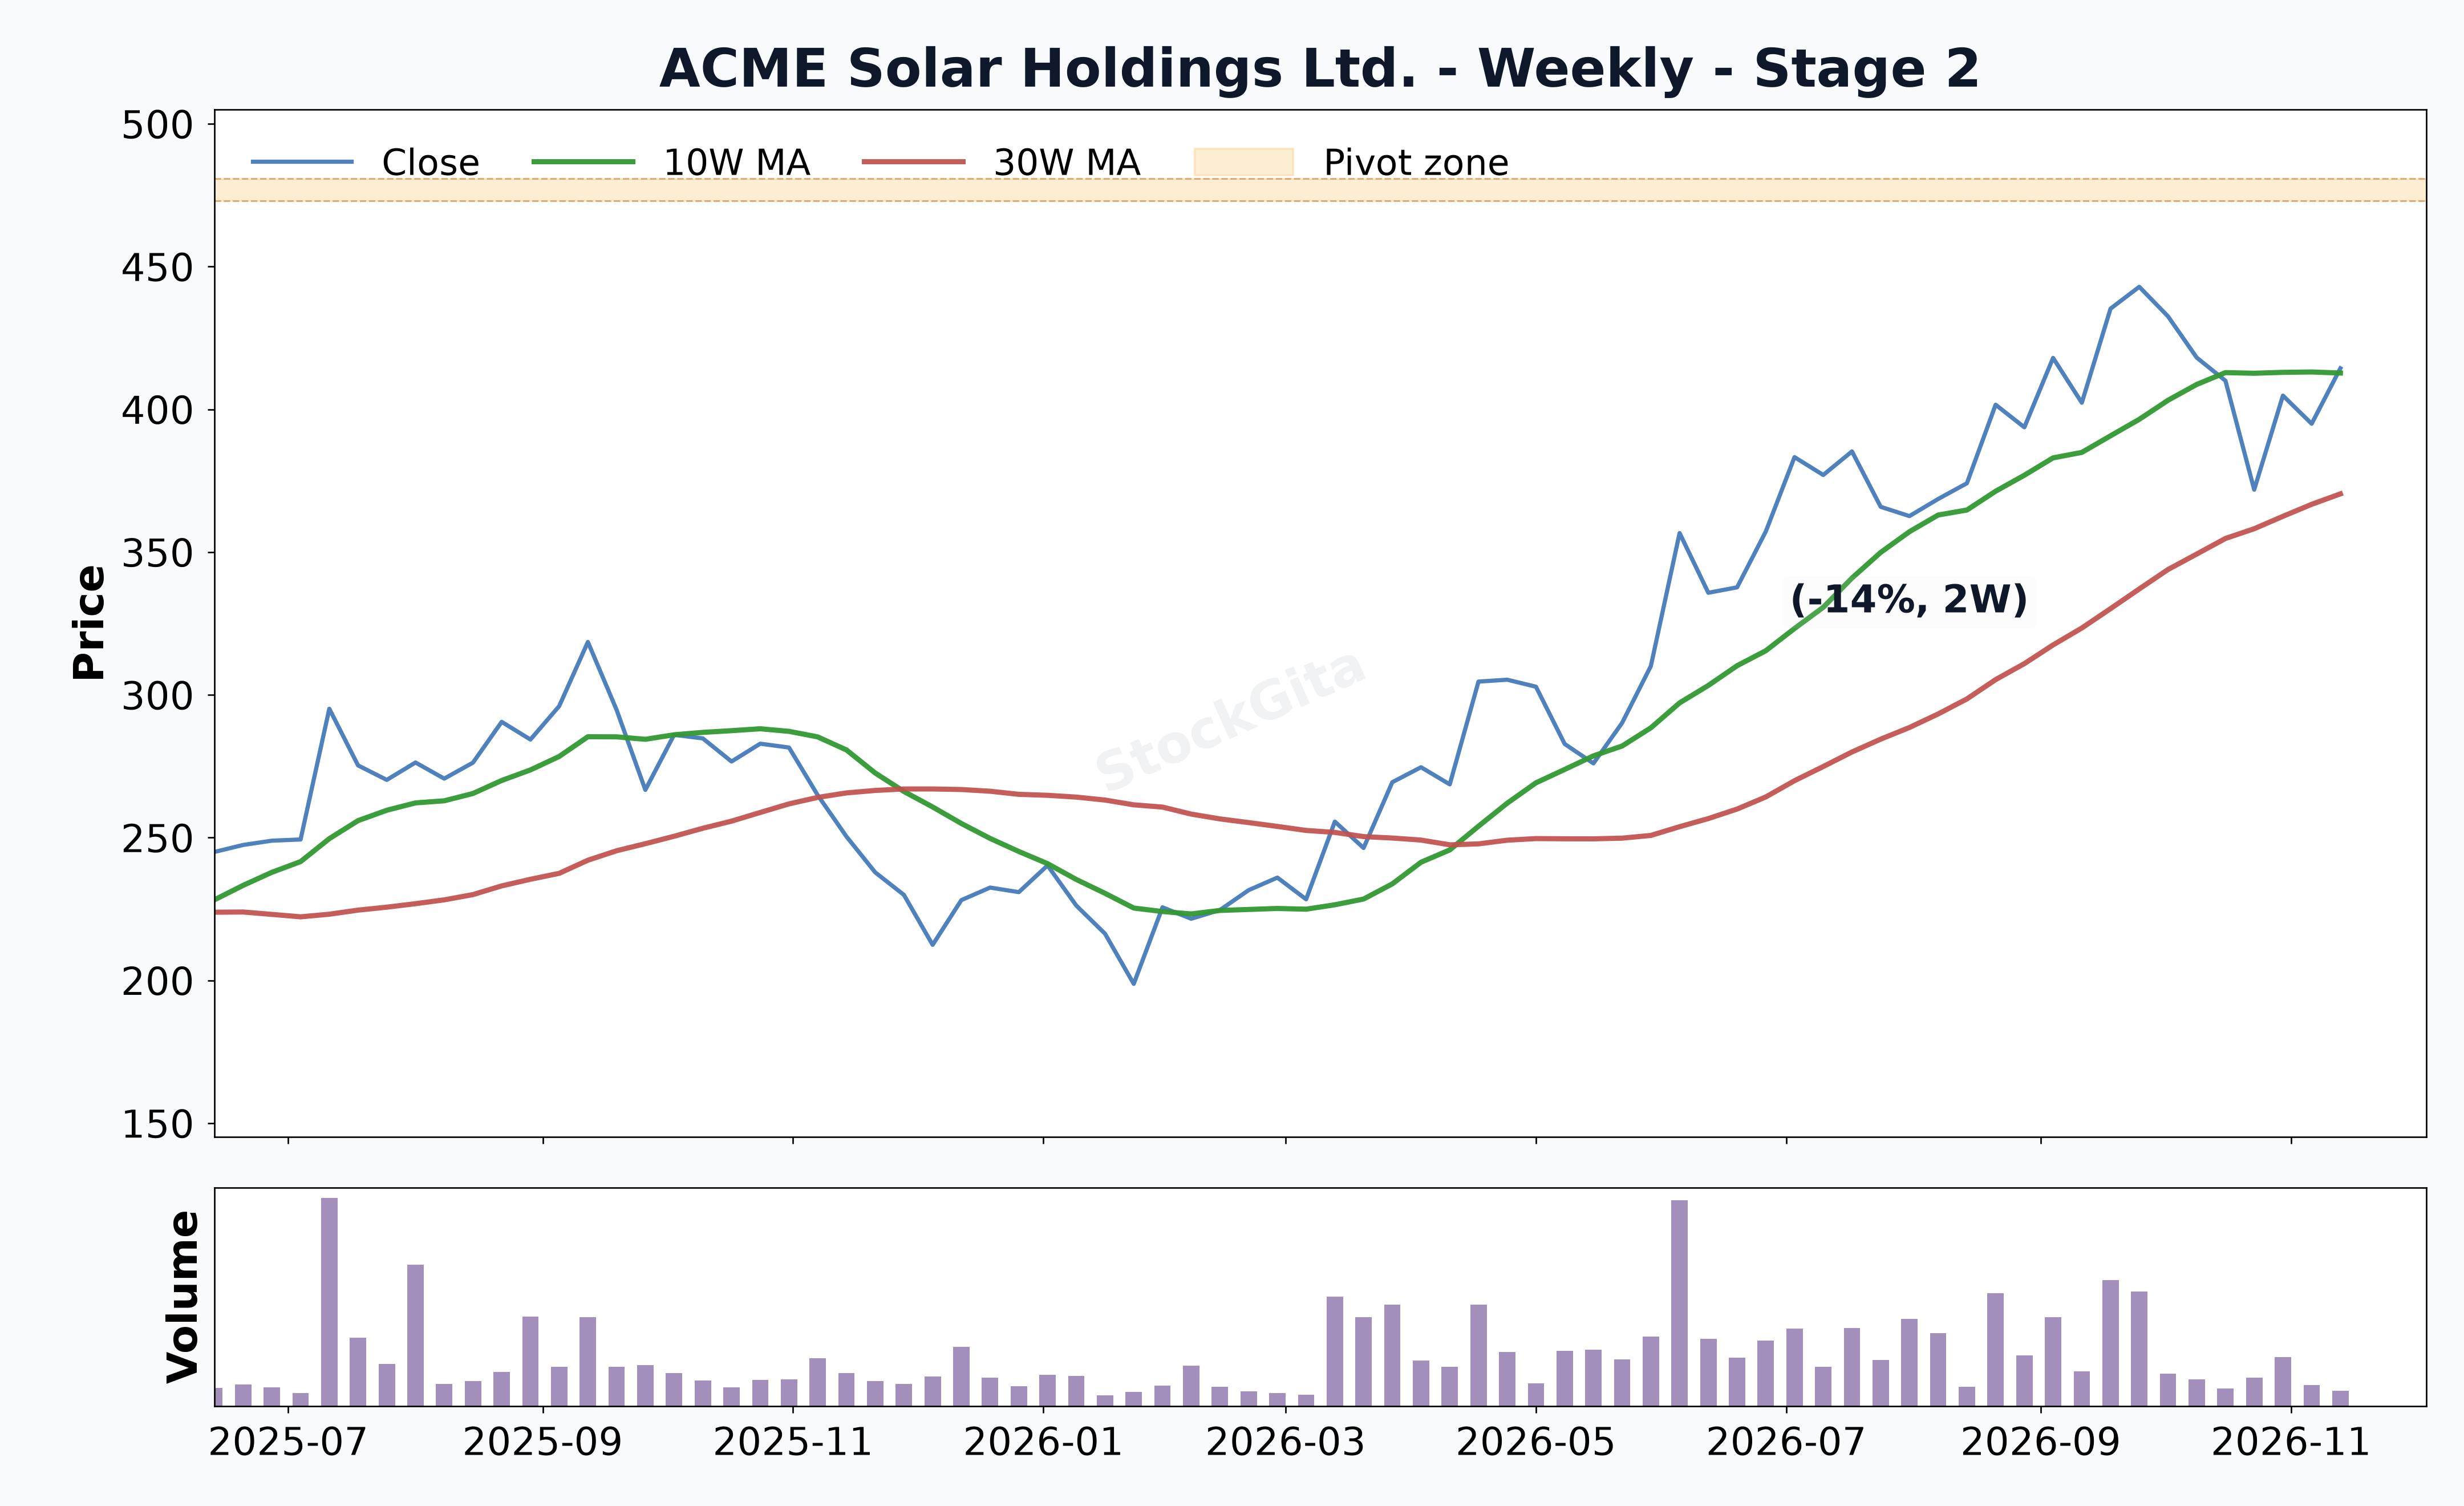 ACME Solar Holdings Ltd. - Weekly - Stage 2
Close 10W MA 30W MA Pivot zone
500
450
400
350
300
250
200
150
Price
(-14%, 2W)
StockGita
Volume
2025-07 2025-09 2025-11 2026-01 2026-03 2026-05 2026-07 2026-09 2026-11